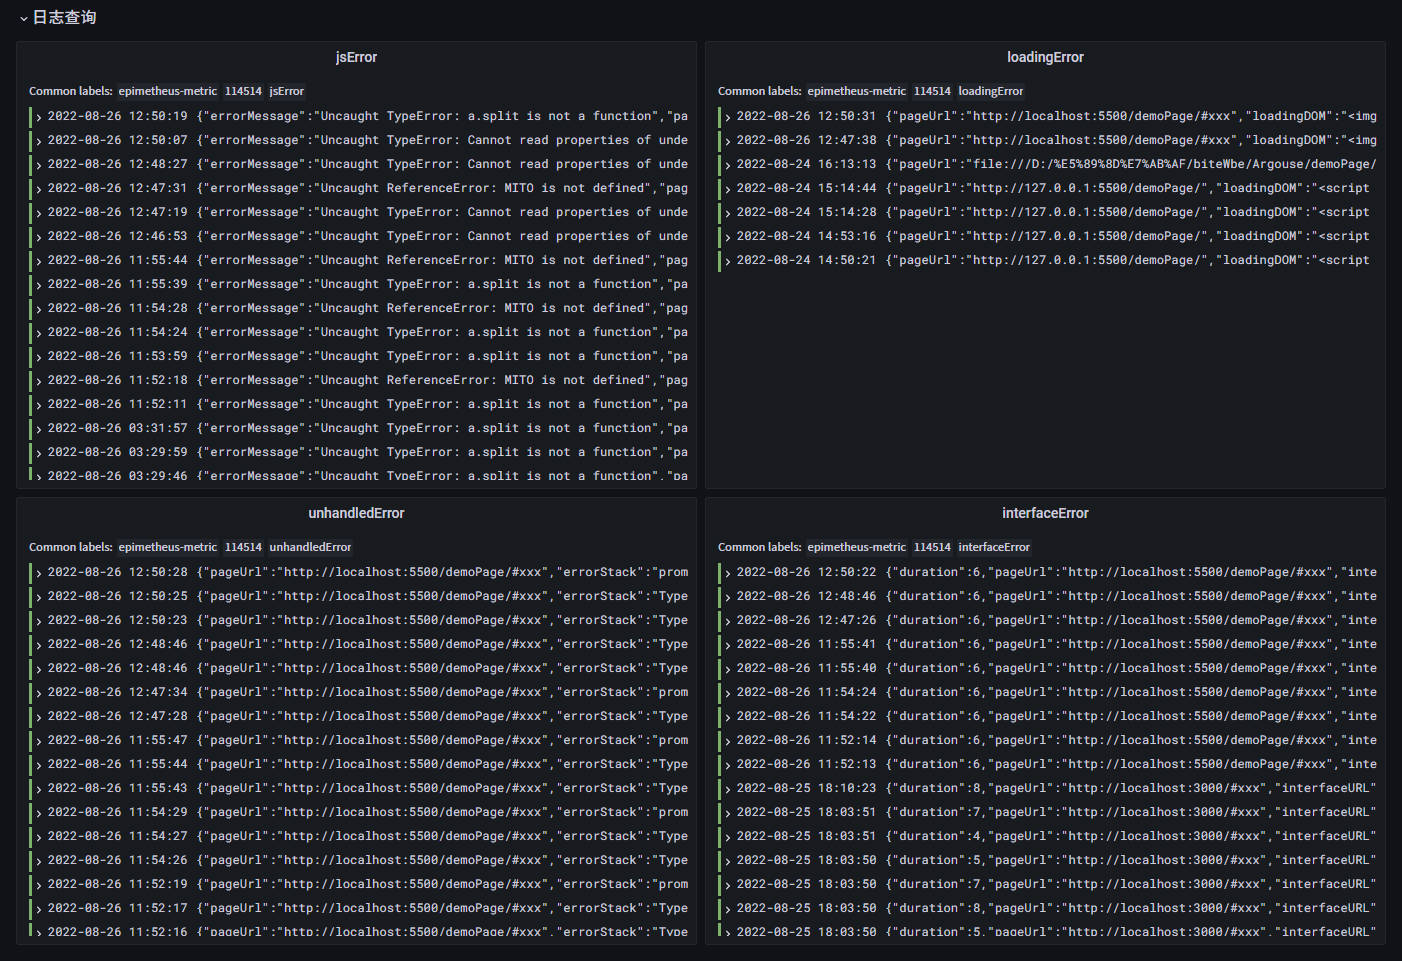 日志查询
jsError
Common labels: epimetheus-metric 114514 jsError
2022-08-26 12:50:19 {"errorMessage":"Uncaught TypeError: a.split is not a function","pa
2022-08-26 12:50:07 {"errorMessage":"Uncaught TypeError: Cannot read properties of unde
2022-08-26 12:48:27 {"errorMessage":"Uncaught TypeError: Cannot read properties of unde
2022-08-26 12:47:31 {"errorMessage":"Uncaught ReferenceError: MITO is not defined","pag
2022-08-26 12:47:19 {"errorMessage":"Uncaught TypeError: Cannot read properties of unde
2022-08-26 12:46:53 {"errorMessage":"Uncaught TypeError: Cannot read properties of unde
2022-08-26 11:55:44 {"errorMessage":"Uncaught ReferenceError: MITO is not defined","pag
2022-08-26 11:55:39 {"errorMessage":"Uncaught TypeError: a.split is not a function","pa
2022-08-26 11:54:28 {"errorMessage":"Uncaught ReferenceError: MITO is not defined","pag
2022-08-26 11:54:24 {"errorMessage":"Uncaught TypeError: a.split is not a function","pa
2022-08-26 11:53:59 {"errorMessage":"Uncaught TypeError: a.split is not a function","pa
2022-08-26 11:52:18 {"errorMessage":"Uncaught ReferenceError: MITO is not defined","pag
2022-08-26 11:52:11 {"errorMessage":"Uncaught TypeError: a.split is not a function","pa
2022-08-26 03:31:57 {"errorMessage":"Uncaught TypeError: a.split is not a function","pa
2022-08-26 03:29:59 {"errorMessage":"Uncaught TypeError: a.split is not a function","pa
2022-08-26 03:29:46 {"errorMessage":"Uncaught TypeError: a.split is not a function","pa
loadingError
Common labels: epimetheus-metric 114514 loadingError
2022-08-26 12:50:31 {"pageUrl":"http://localhost:5500/demoPage/#xxx","loadingDOM":"<img
2022-08-26 12:47:38 {"pageUrl":"http://localhost:5500/demoPage/#xxx","loadingDOM":"<img
2022-08-24 16:13:13 {"pageUrl":"file:///D:/%E5%89%8D%E7%AB%AF/biteWbe/Argouse/demoPage/
2022-08-24 15:14:44 {"pageUrl":"http://127.0.0.1:5500/demoPage/","loadingDOM":"<script
2022-08-24 15:14:28 {"pageUrl":"http://127.0.0.1:5500/demoPage/","loadingDOM":"<script
2022-08-24 14:53:16 {"pageUrl":"http://127.0.0.1:5500/demoPage/","loadingDOM":"<script
2022-08-24 14:50:21 {"pageUrl":"http://127.0.0.1:5500/demoPage/","loadingDOM":"<script
unhandledError
Common labels: epimetheus-metric 114514 unhandledError
2022-08-26 12:50:28 {"pageUrl":"http://localhost:5500/demoPage/#xxx","errorStack":"prom
2022-08-26 12:50:25 {"pageUrl":"http://localhost:5500/demoPage/#xxx","errorStack":"Type
2022-08-26 12:50:23 {"pageUrl":"http://localhost:5500/demoPage/#xxx","errorStack":"Type
2022-08-26 12:48:46 {"pageUrl":"http://localhost:5500/demoPage/#xxx","errorStack":"Type
2022-08-26 12:48:46 {"pageUrl":"http://localhost:5500/demoPage/#xxx","errorStack":"Type
2022-08-26 12:47:34 {"pageUrl":"http://localhost:5500/demoPage/#xxx","errorStack":"prom
2022-08-26 12:47:28 {"pageUrl":"http://localhost:5500/demoPage/#xxx","errorStack":"Type
2022-08-26 11:55:47 {"pageUrl":"http://localhost:5500/demoPage/#xxx","errorStack":"prom
2022-08-26 11:55:44 {"pageUrl":"http://localhost:5500/demoPage/#xxx","errorStack":"Type
2022-08-26 11:55:43 {"pageUrl":"http://localhost:5500/demoPage/#xxx","errorStack":"Type
2022-08-26 11:54:29 {"pageUrl":"http://localhost:5500/demoPage/#xxx","errorStack":"prom
2022-08-26 11:54:27 {"pageUrl":"http://localhost:5500/demoPage/#xxx","errorStack":"Type
2022-08-26 11:54:26 {"pageUrl":"http://localhost:5500/demoPage/#xxx","errorStack":"Type
2022-08-26 11:52:19 {"pageUrl":"http://localhost:5500/demoPage/#xxx","errorStack":"prom
2022-08-26 11:52:17 {"pageUrl":"http://localhost:5500/demoPage/#xxx","errorStack":"Type
2022-08-26 11:52:16 {"pageUrl":"http://localhost:5500/demoPage/#xxx","errorStack":"Type
interfaceError
Common labels: epimetheus-metric 114514 interfaceError
2022-08-26 12:50:22 {"duration":6,"pageUrl":"http://localhost:5500/demoPage/#xxx","inte
2022-08-26 12:48:46 {"duration":6,"pageUrl":"http://localhost:5500/demoPage/#xxx","inte
2022-08-26 12:47:26 {"duration":6,"pageUrl":"http://localhost:5500/demoPage/#xxx","inte
2022-08-26 11:55:41 {"duration":6,"pageUrl":"http://localhost:5500/demoPage/#xxx","inte
2022-08-26 11:55:40 {"duration":6,"pageUrl":"http://localhost:5500/demoPage/#xxx","inte
2022-08-26 11:54:24 {"duration":6,"pageUrl":"http://localhost:5500/demoPage/#xxx","inte
2022-08-26 11:54:22 {"duration":6,"pageUrl":"http://localhost:5500/demoPage/#xxx","inte
2022-08-26 11:52:14 {"duration":6,"pageUrl":"http://localhost:5500/demoPage/#xxx","inte
2022-08-26 11:52:13 {"duration":6,"pageUrl":"http://localhost:5500/demoPage/#xxx","inte
2022-08-25 18:10:23 {"duration":8,"pageUrl":"http://localhost:3000/#xxx","interfaceURL"
2022-08-25 18:03:51 {"duration":7,"pageUrl":"http://localhost:3000/#xxx","interfaceURL"
2022-08-25 18:03:51 {"duration":4,"pageUrl":"http://localhost:3000/#xxx","interfaceURL"
2022-08-25 18:03:50 {"duration":5,"pageUrl":"http://localhost:3000/#xxx","interfaceURL"
2022-08-25 18:03:50 {"duration":7,"pageUrl":"http://localhost:3000/#xxx","interfaceURL"
2022-08-25 18:03:50 {"duration":8,"pageUrl":"http://localhost:3000/#xxx","interfaceURL"
2022-08-25 18:03:50 {"duration":5,"pageUrl":"http://localhost:3000/#xxx","interfaceURL"